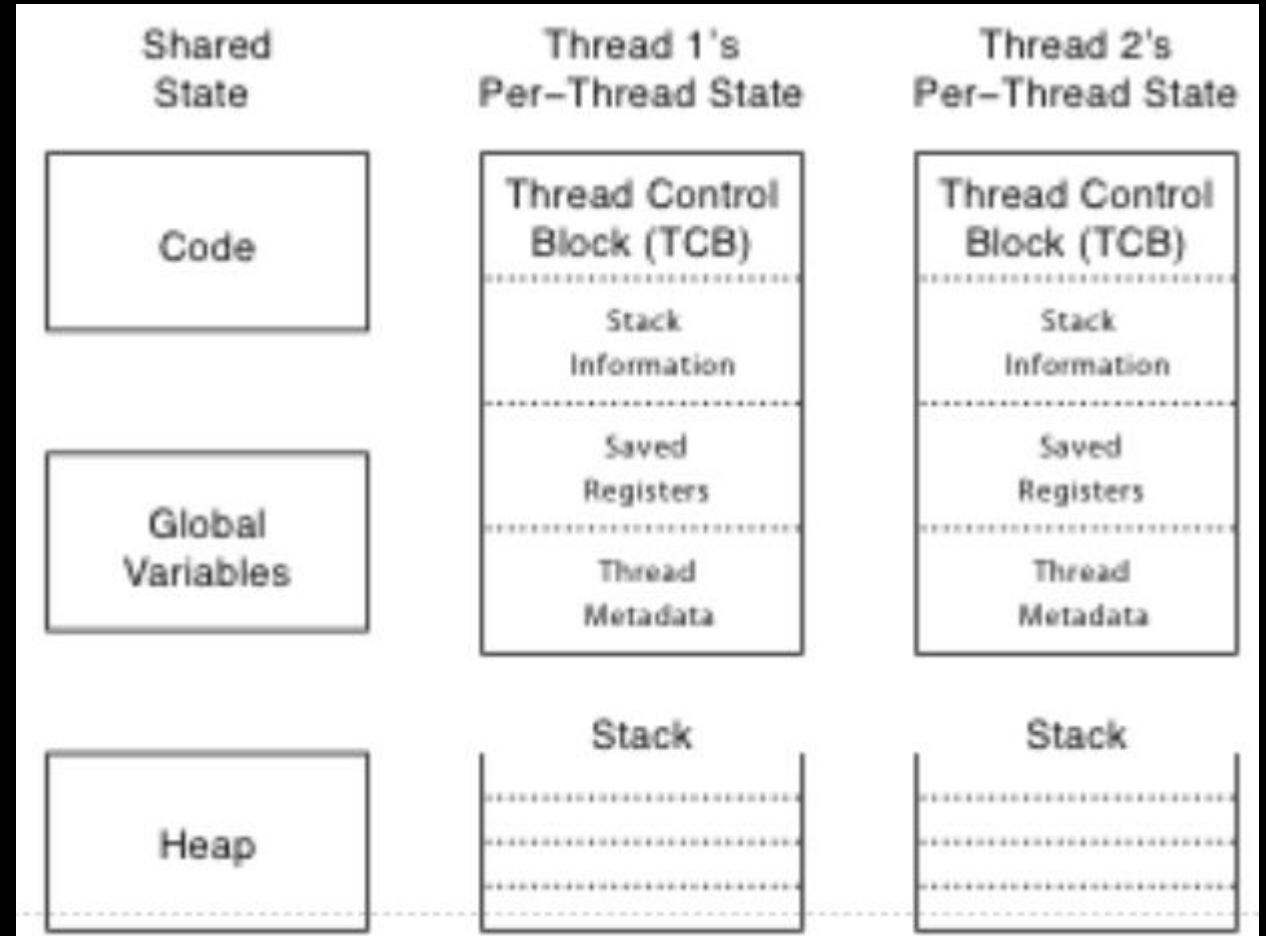 Shared
State
Code
Global
Variables
Heap
Thread 1's
Per–Thread State
Thread Control
Block (TCB)
Stack
Information
Saved
Registers
Thread
Metadata
Stack
Thread 2's
Per–Thread State
Thread Control
Block (TCB)
Stack
Information
Saved
Registers
Thread
Metadata
Stack